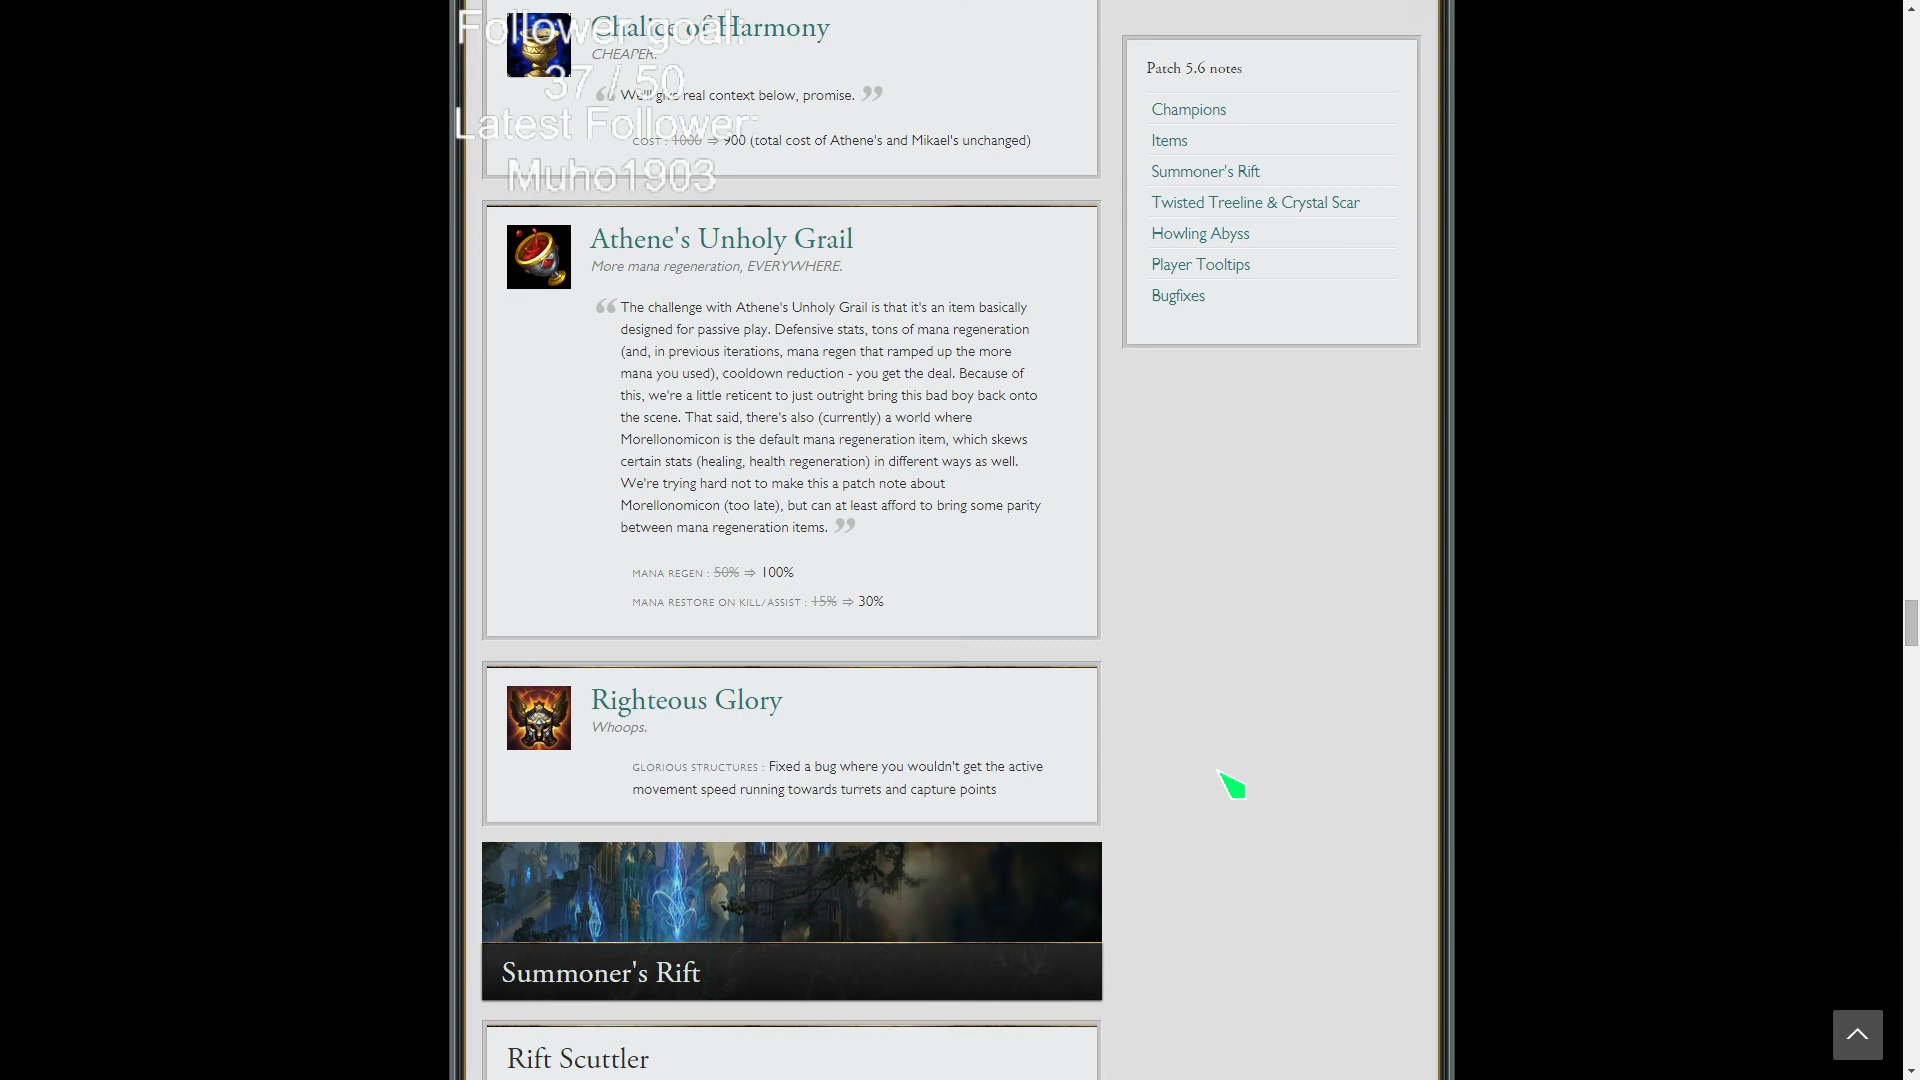 Follower goal:
37 / 50
Latest Follower:
Muho1903
Chalice of Harmony
CHEAPER.
“ We'll give real context below, promise. ”
COST : 1000 ⇒ 900 (total cost of Athene's and Mikael's unchanged)
Athene's Unholy Grail
More mana regeneration, EVERYWHERE.
“ The challenge with Athene's Unholy Grail is that it's an item basically
designed for passive play. Defensive stats, tons of mana regeneration
(and, in previous iterations, mana regen that ramped up the more
mana you used), cooldown reduction - you get the deal. Because of
this, we're a little reticent to just outright bring this bad boy back onto
the scene. That said, there's also (currently) a world where
Morellonomicon is the default mana regeneration item, which skews
certain stats (healing, health regeneration) in different ways as well.
We're trying hard not to make this a patch note about
Morellonomicon (too late), but can at least afford to bring some parity
between mana regeneration items. ”
MANA REGEN : 50% ⇒ 100%
MANA RESTORE ON KILL/ASSIST : 15% ⇒ 30%
Righteous Glory
Whoops.
GLORIOUS STRUCTURES : Fixed a bug where you wouldn't get the active
movement speed running towards turrets and capture points
Summoner's Rift
Rift Scuttler
Patch 5.6 notes
Champions
Items
Summoner's Rift
Twisted Treeline & Crystal Scar
Howling Abyss
Player Tooltips
Bugfixes